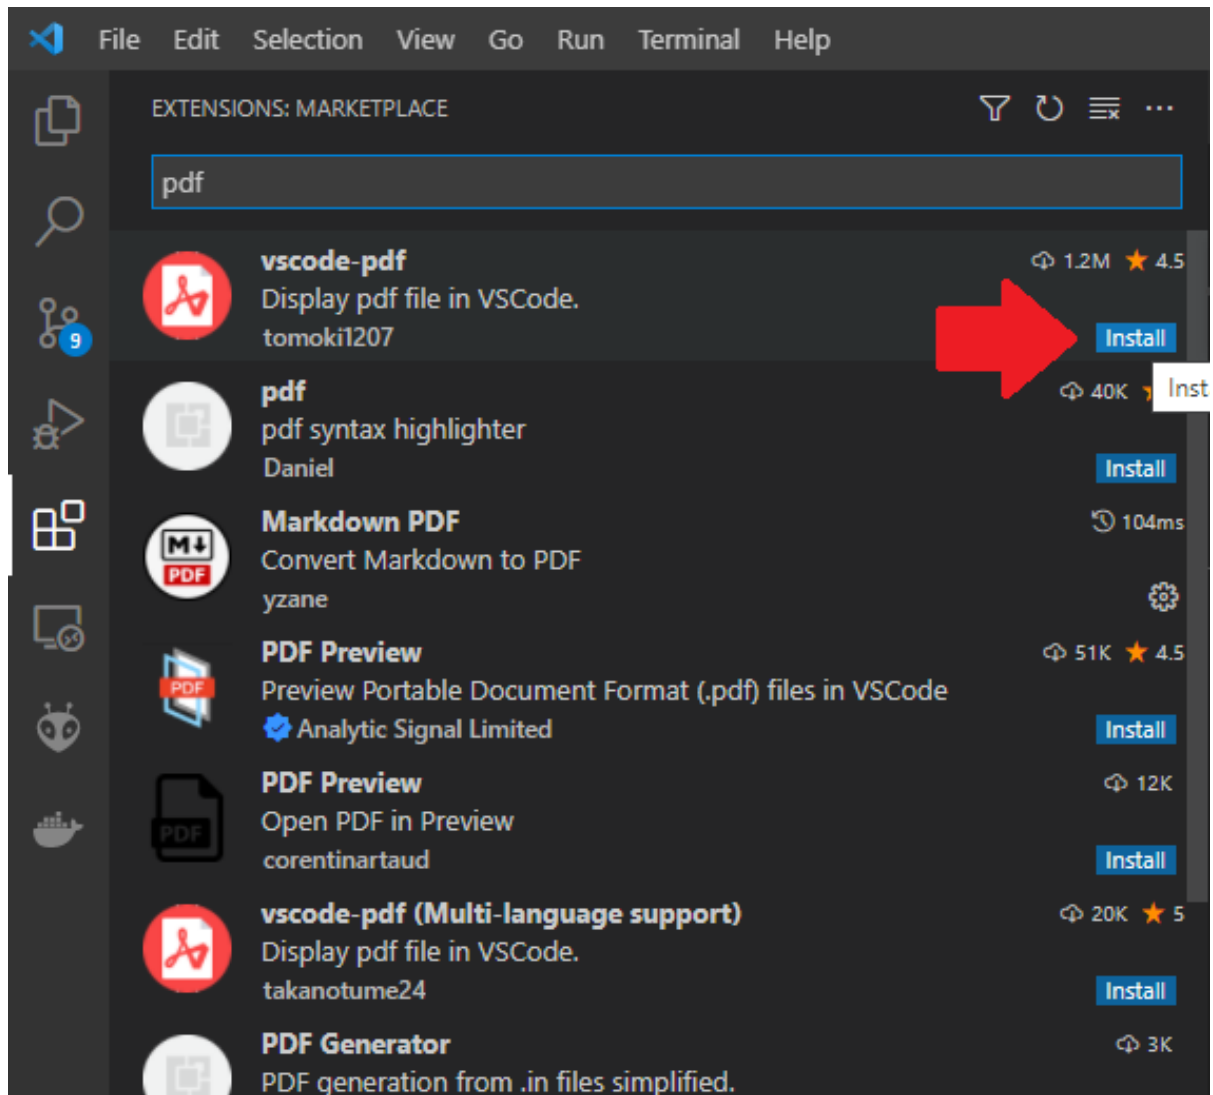 File Edit Selection View Go Run Terminal Help
EXTENSIONS: MARKETPLACE
pdf
vscode-pdf 1.2M 4.5
Display pdf file in VSCode.
tomoki1207 Install
Inst
pdf 40K
pdf syntax highlighter
Daniel Install
9
Markdown PDF 104ms
Convert Markdown to PDF
yzane
M
PDF
PDF Preview 51K 4.5
Preview Portable Document Format (.pdf) files in VSCode
Analytic Signal Limited Install
PDF
PDF Preview 12K
Open PDF in Preview
corentinartaud Install
PDF
vscode-pdf (Multi-language support) 20K 5
Display pdf file in VSCode.
takanotume24 Install
PDF Generator 3K
PDF generation from .in files simplified.